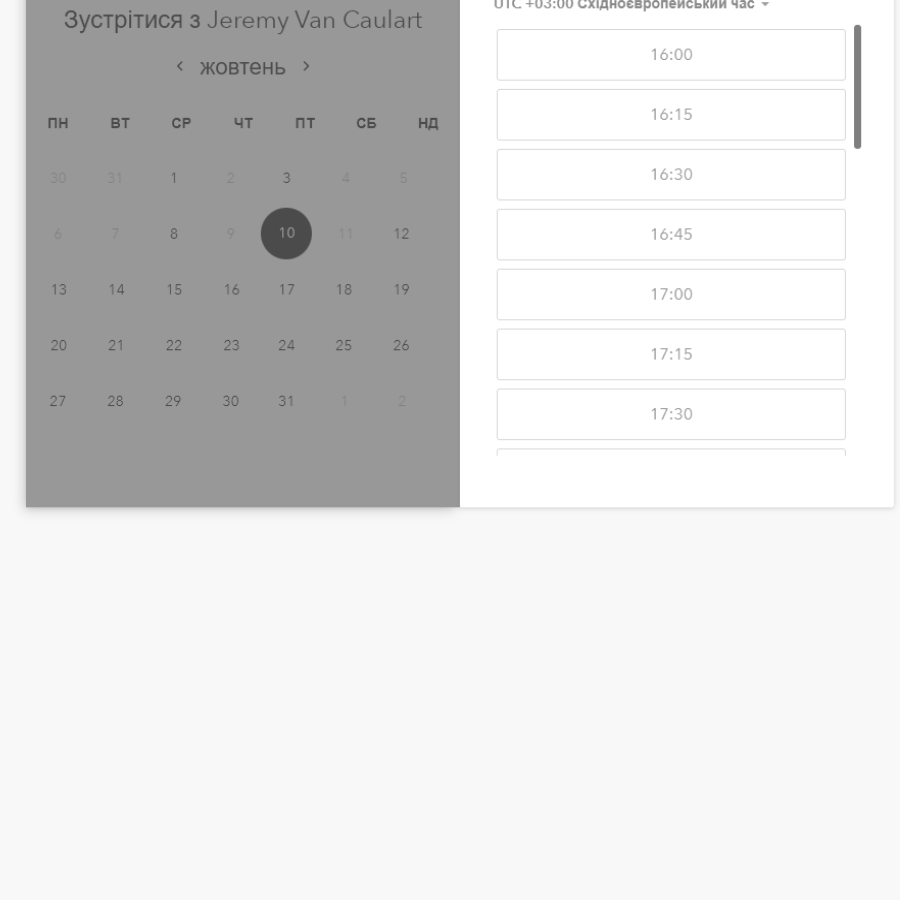 Зустрітися з Jeremy Van Caulart
жовтень
ПН ВТ СР ЧТ ПТ СБ НД
30 31 1 2 3 4 5
6 7 8 9 10 11 12
13 14 15 16 17 18 19
20 21 22 23 24 25 26
27 28 29 30 31 1 2
UTC +03:00 Східноєвропейський час
16:00
16:15
16:30
16:45
17:00
17:15
17:30